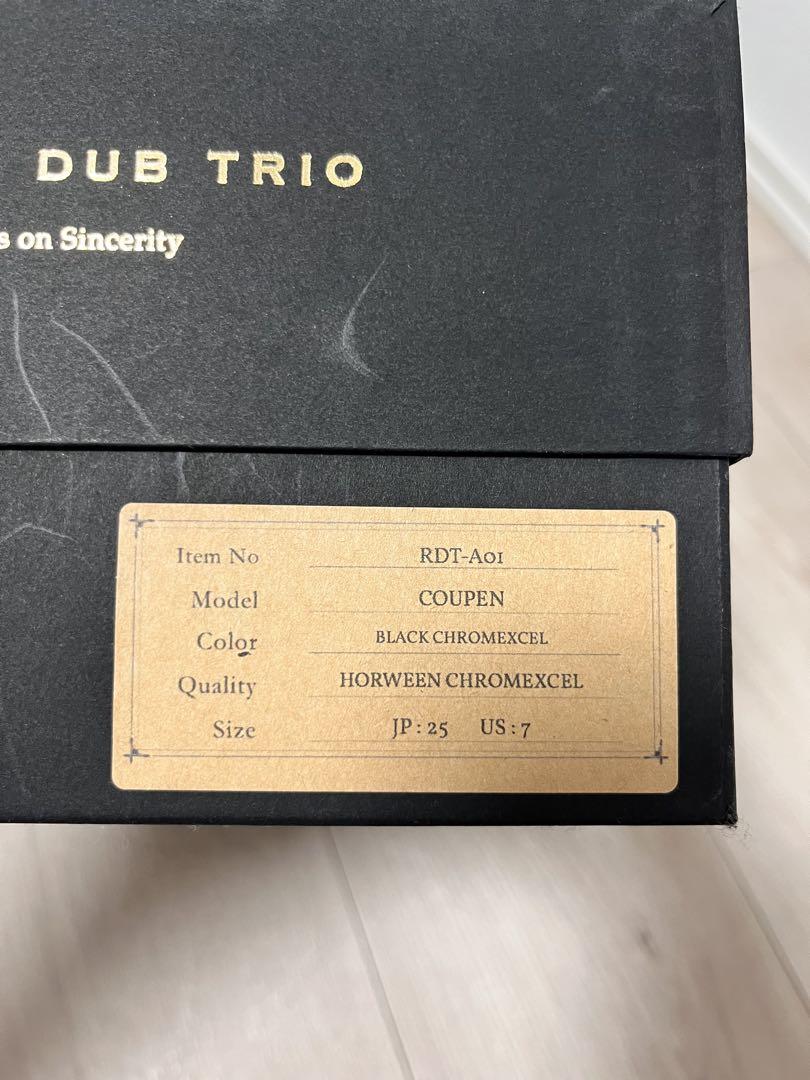 DUB TRIO
s on Sincerity
Item No RDT-A01
Model COUPEN
Color BLACK CHROMEXCEL
Quality HORWEEN CHROMEXCEL
Size JP : 25 US : 7